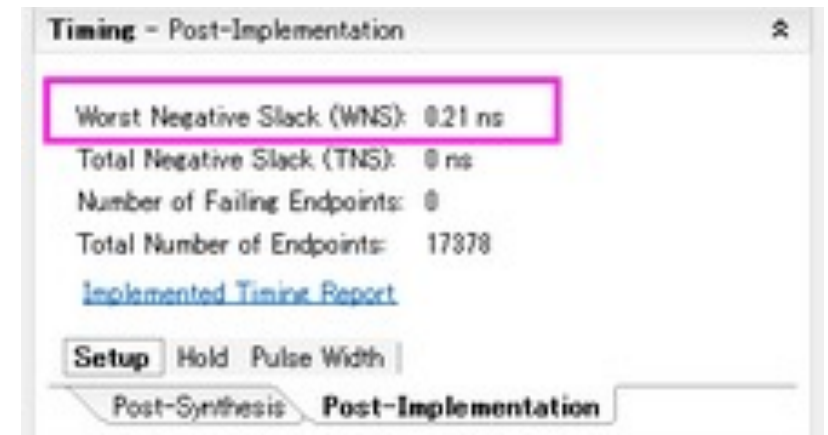 Timing - Post-Implementation
Worst Negative Slack (WNS): 0.21 ns
Total Negative Slack (TNS): 0 ns
Number of Failing Endpoints: 0
Total Number of Endpoints: 17378
Implemented Timing Report
Setup Hold Pulse Width
Post-Synthesis Post-Implementation